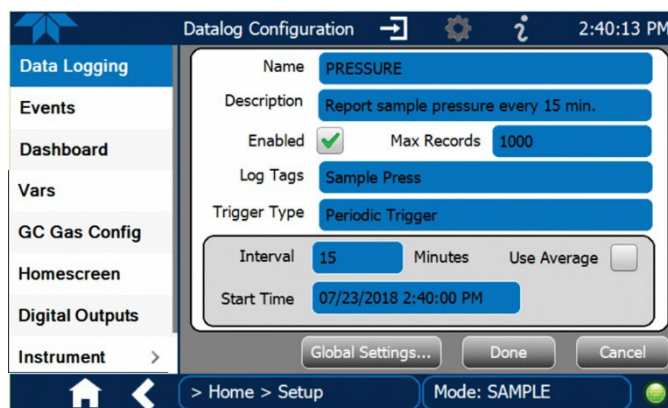 Datalog Configuration 2:40:13 PM
Data Logging
Events
Dashboard
Vars
GC Gas Config
Homescreen
Digital Outputs
Instrument >
Name PRESSURE
Description Report sample pressure every 15 min.
Enabled Max Records 1000
Log Tags Sample Press
Trigger Type Periodic Trigger
Interval 15 Minutes Use Average
Start Time 07/23/2018 2:40:00 PM
Global Settings... Done Cancel
> Home > Setup Mode: SAMPLE